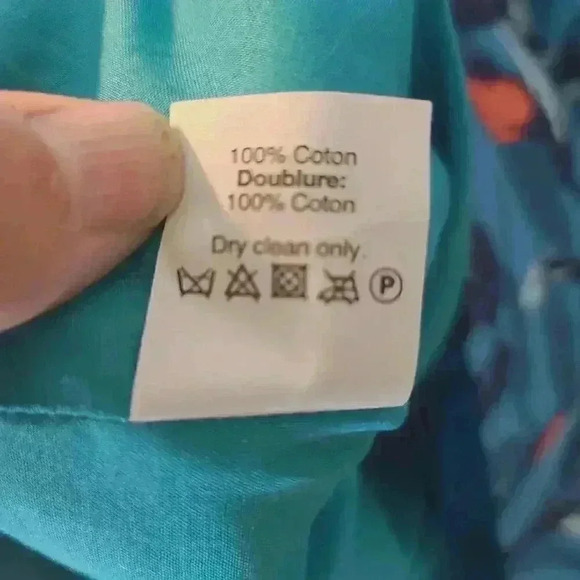 100% Coton
Doublure:
100% Coton
Dry clean only.
P